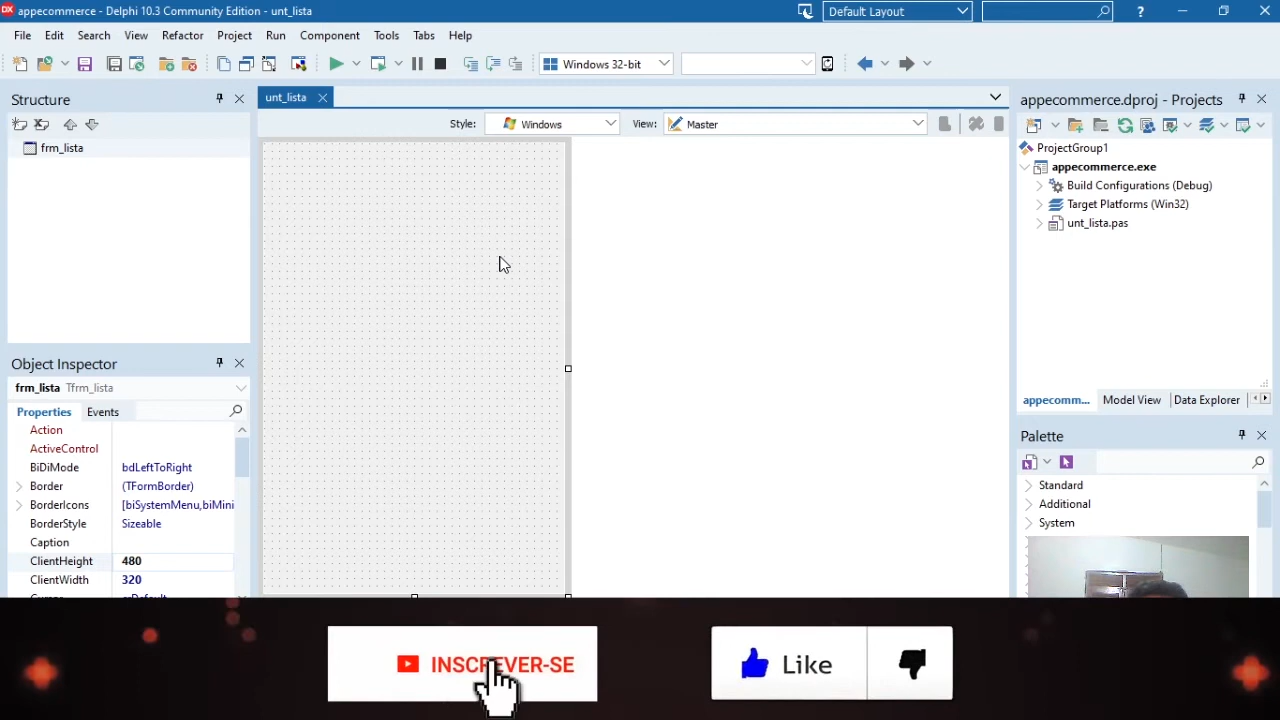 appecommerce - Delphi 10.3 Community Edition - unt_lista
Default Layout
File Edit Search View Refactor Project Run Component Tools Tabs Help
Windows 32-bit
Structure
frm_lista
unt_lista
Style: Windows View: Master
appecommerce.dproj - Projects
ProjectGroup1
appecommerce.exe
Build Configurations (Debug)
Target Platforms (Win32)
unt_lista.pas
appecomm... Model View Data Explorer
Object Inspector
frm_lista Tfrm_lista
Properties Events
Action
ActiveControl
BiDiMode bdLeftToRight
Border (TFormBorder)
BorderIcons [biSystemMenu,biMini
BorderStyle Sizeable
Caption
ClientHeight 480
ClientWidth 320
Palette
Standard
Additional
System
INSCREVER-SE
Like